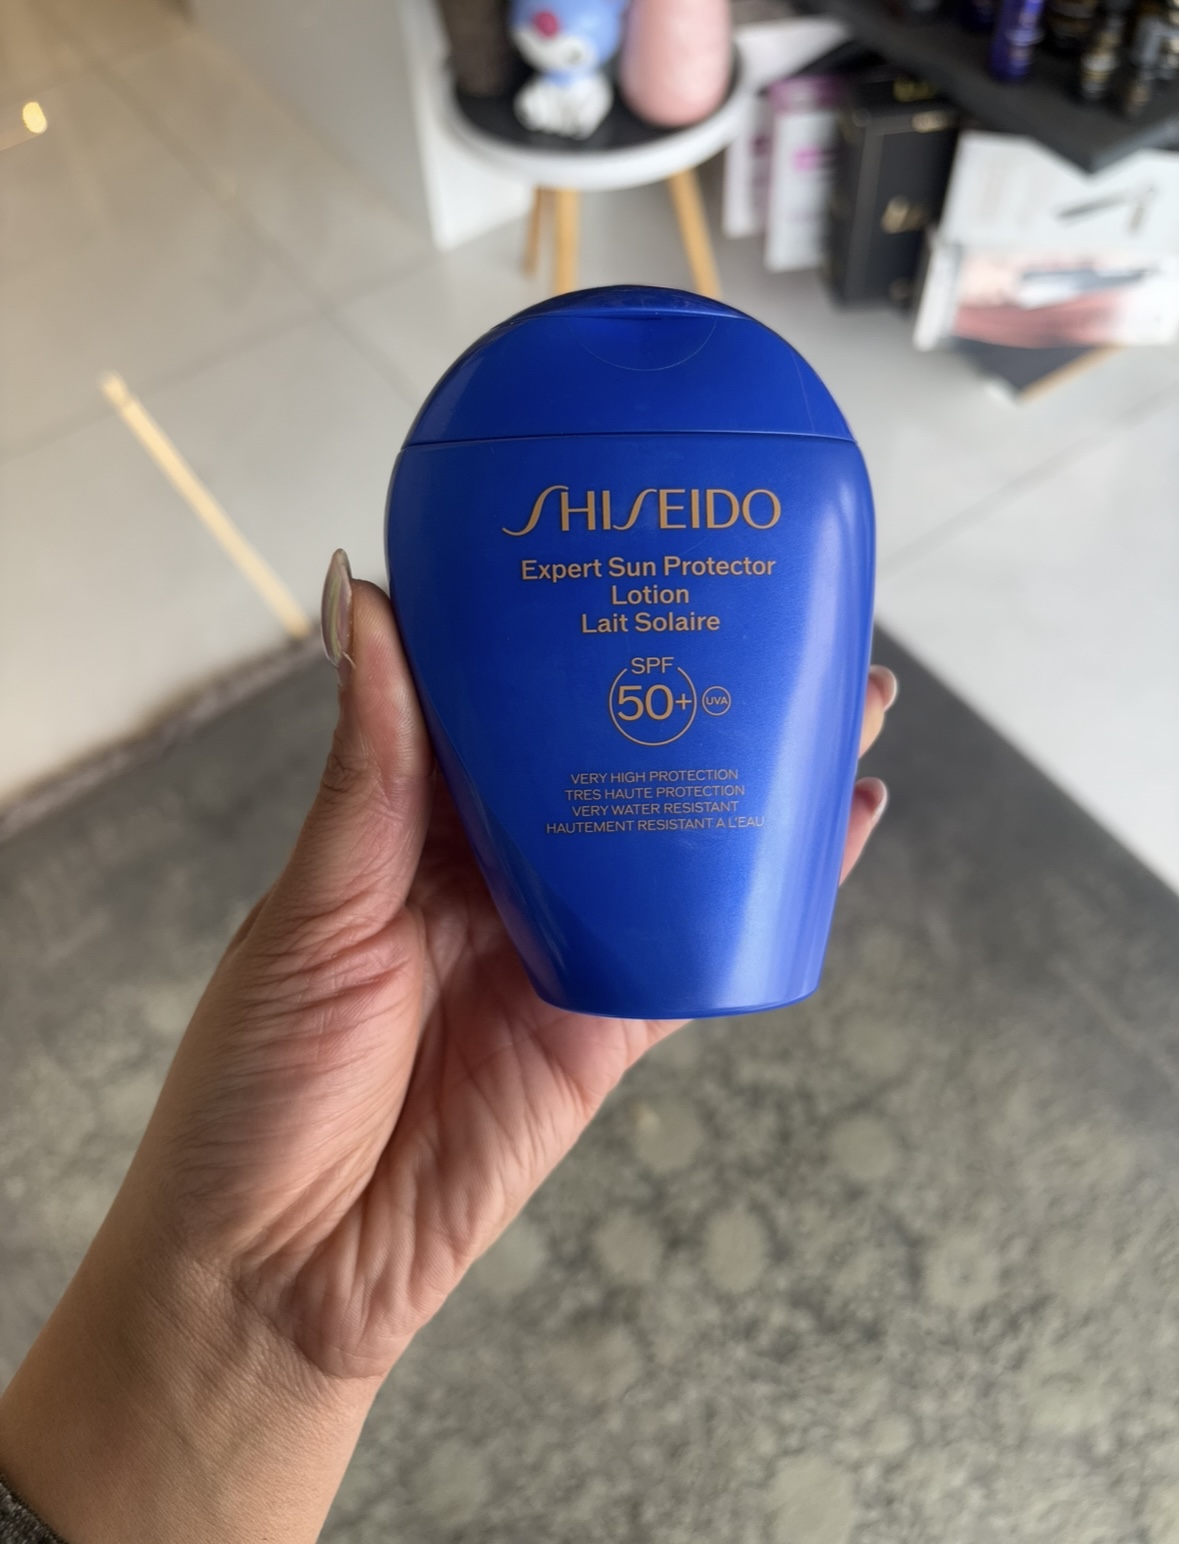 SHISEIDO
Expert Sun Protector
Lotion
Lait Solaire
SPF
50+ UVA
VERY HIGH PROTECTION
TRES HAUTE PROTECTION
VERY WATER RESISTANT
HAUTEMENT RESISTANT A L'EAU